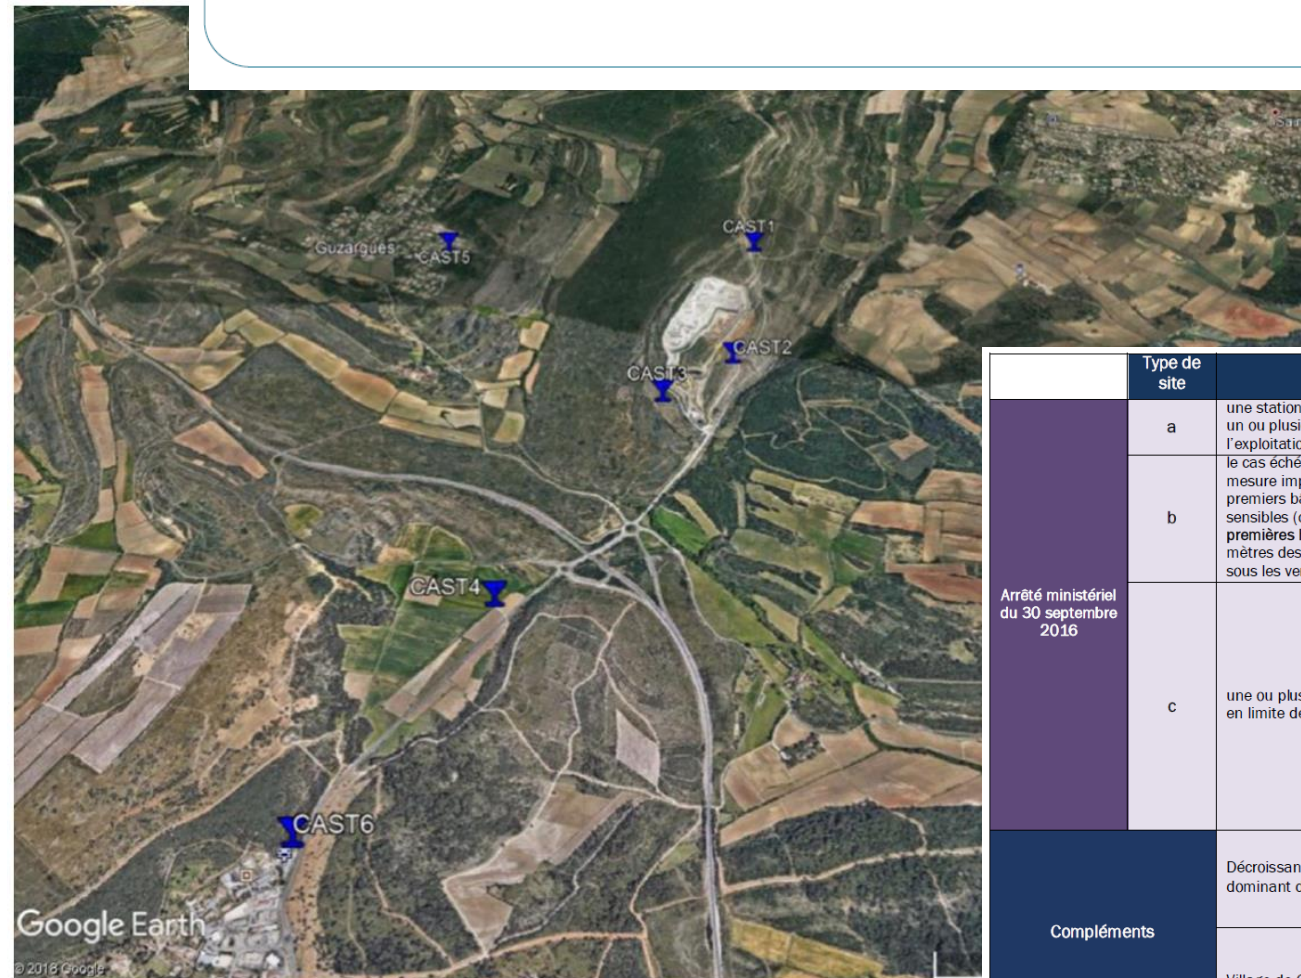 CAST1
Guzargues
CAST5
CAST2
CAST3
CAST4
CAST6
Google Earth
© 2018 Google
Type de
site
Arrêté ministériel
du 30 septembre
2016
a
une station
un ou plusi
l'exploitatio
b
le cas éché
mesure imp
premiers ba
sensibles (
premières
mètres des
sous les ve
c
une ou plus
en limite de
Compléments
Décroissan
dominant